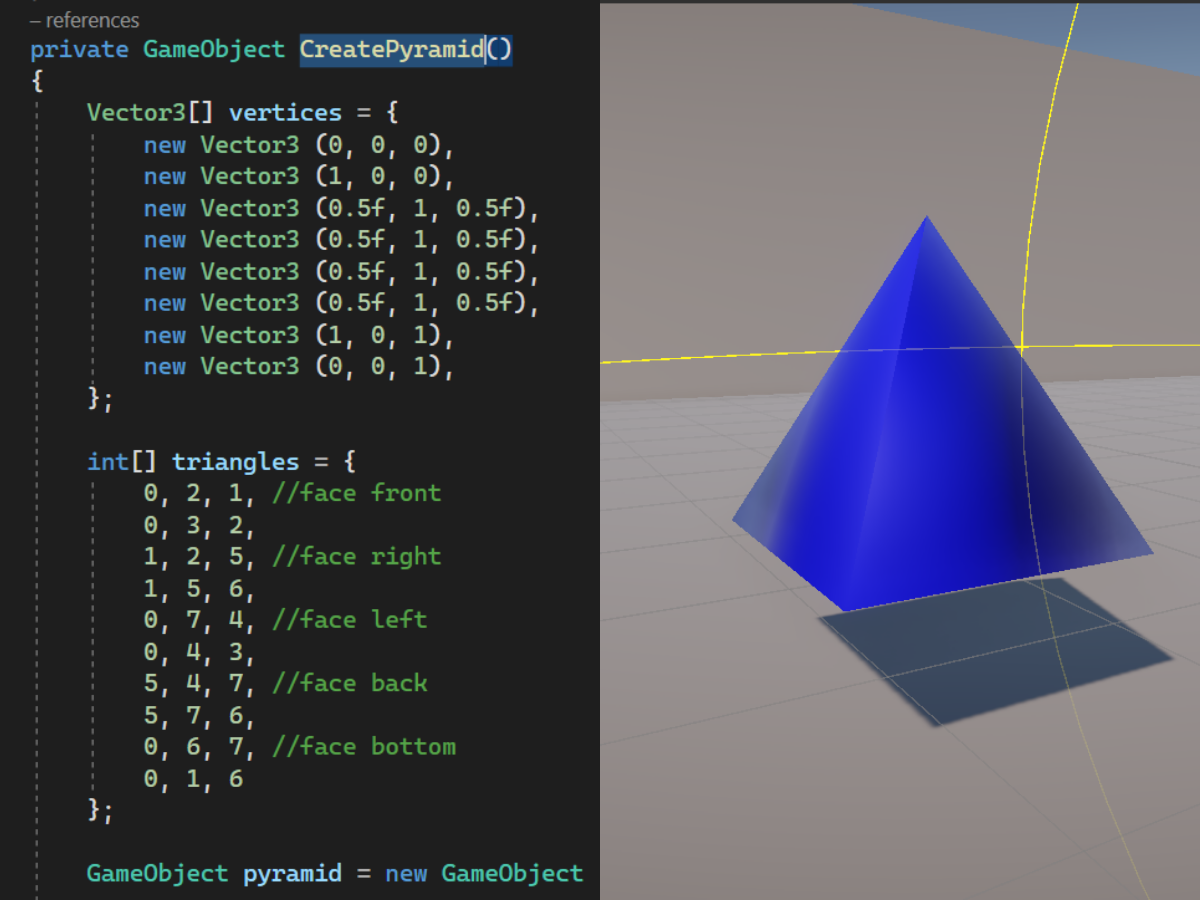 – references
private GameObject CreatePyramid()
{
    Vector3[] vertices = {
        new Vector3 (0, 0, 0),
        new Vector3 (1, 0, 0),
        new Vector3 (0.5f, 1, 0.5f),
        new Vector3 (0.5f, 1, 0.5f),
        new Vector3 (0.5f, 1, 0.5f),
        new Vector3 (0.5f, 1, 0.5f),
        new Vector3 (1, 0, 1),
        new Vector3 (0, 0, 1),
    };
    int[] triangles = {
        0, 2, 1, //face front
        0, 3, 2,
        1, 2, 5, //face right
        1, 5, 6,
        0, 7, 4, //face left
        0, 4, 3,
        5, 4, 7, //face back
        5, 7, 6,
        0, 6, 7, //face bottom
        0, 1, 6
    };
    GameObject pyramid = new GameObject